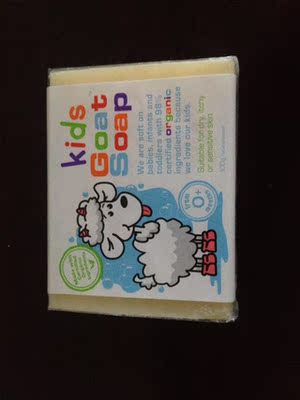 kids
Goat
Soap
We are soft on
babies, infants and
toddlers with 98%
certified organic
ingredients because
we love our kids.
Suitable for dry, itchy
or sensitive skin
0+